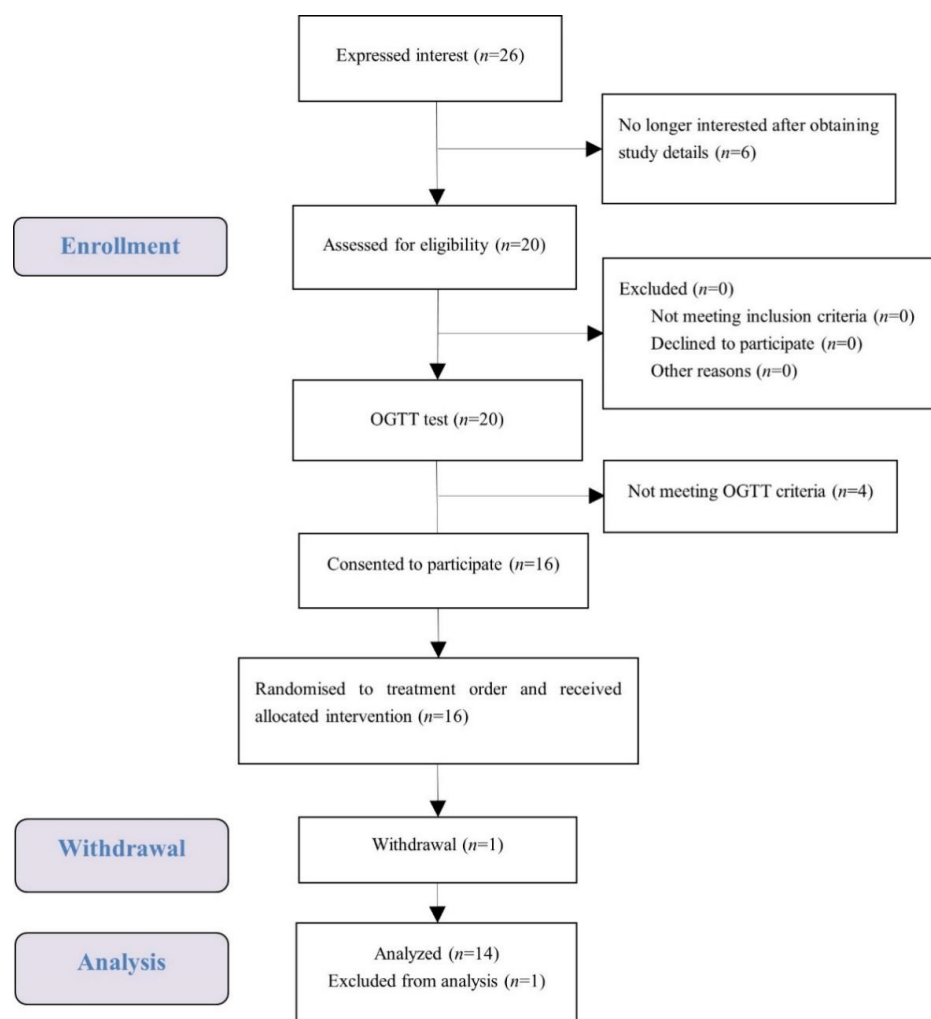 Expressed interest (n=26)
No longer interested after obtaining
study details (n=6)
Enrollment
Assessed for eligibility (n=20)
Excluded (n=0)
Not meeting inclusion criteria (n=0)
Declined to participate (n=0)
Other reasons (n=0)
OGTT test (n=20)
Not meeting OGTT criteria (n=4)
Consented to participate (n=16)
Randomised to treatment order and received
allocated intervention (n=16)
Withdrawal
Withdrawal (n=1)
Analysis
Analyzed (n=14)
Excluded from analysis (n=1)